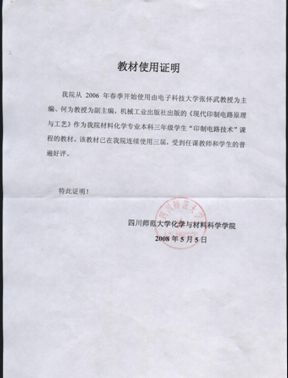 教材使用证明
我院从 2006 年春季开始使用由电子科技大学张怀武教授为主
编、何为教授为副主编，机械工业出版社出版的《现代印制电路原理
与工艺》作为我院材料化学专业本科三年级学生“印制电路技术”课
程的教材。该教材已在我院连续使用三届，受到任课教师和学生的普
遍好评。
特此证明！
四川师范大学化学与材料科学学院
2008 年 5 月 5 日